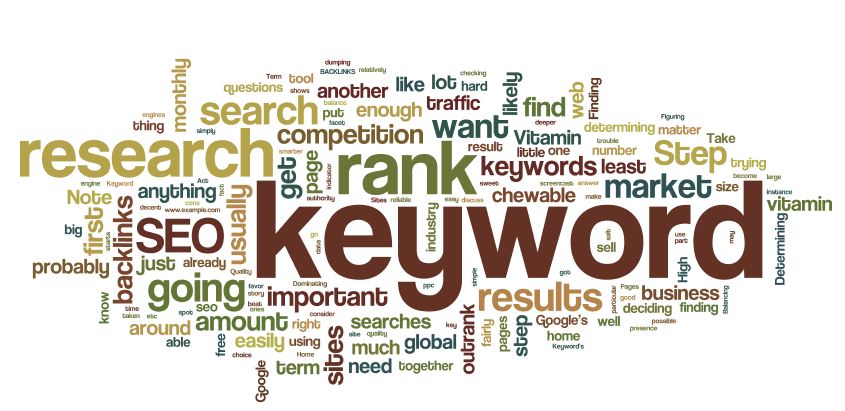 dumping
Term
BACKLINKS
relatively
checking
monthly
questions
tool
shows
another
like
lot
hard
likely
web
Finding
engines
thing
simply
search
balance
put
facet
enough
traffic
find
deeper
Figuring
competition
want
Vitamin
trouble
determining
matter
Take
research
smarter
result
little
one
number
Step
trying
get
page
Indicator
rank
keywords
least
engine
Keyword
Act
anything
fact
sweet
screencast
answer
market
size
become
large
instance
Note
cons
usually
authority
Sites
reliable
essy
discuss
chewable
make
vitamin
first
decent
www.example.com
backlinks
big
starts
SEO
keyword
go
data
industry
salt
sell
use
part
may
Determining
probably
just
already
Quality
simple
got
High
going
favor
story
beat
ones
Dominating
important
ppc
results
particular
Pages
good
business
Balancing
know
time
taken
etc
spot
seo
amount
consider
right
searches
key
outrank
fairly
pages
step
Google's
well
deciding
finding
possible
presence
around
able
free
easily
using
sites
site
quality
much
global
home
Keyword's
choice
Home
Google
term
need
together